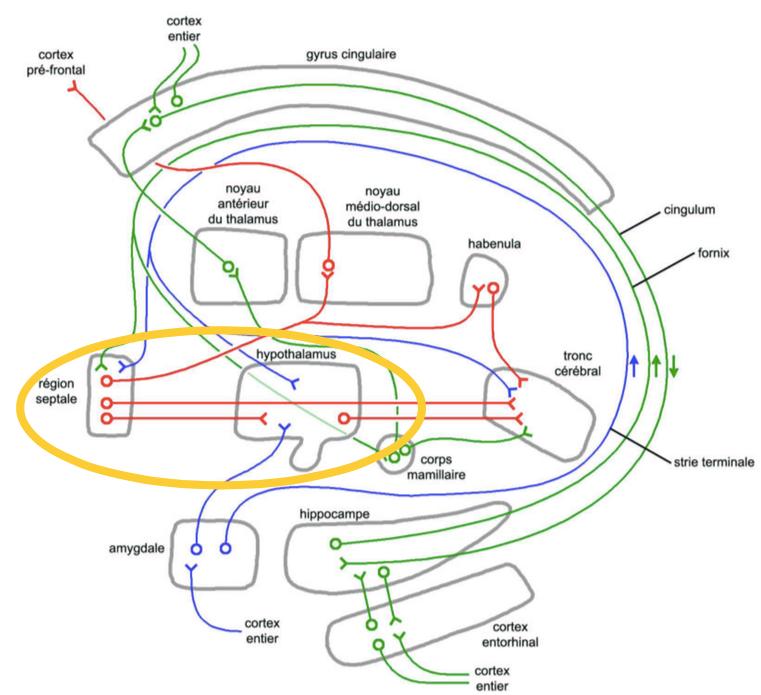 cortex
entier
cortex
pré-frontal
gyrus cingulaire
noyau
antérieur
du thalamus
noyau
médio-dorsal
du thalamus
habenula
cingulum
fornix
hypothalamus
région
septale
tronc
cérébral
corps
mamillaire
strie terminale
hippocampe
amygdale
cortex
entier
cortex
entorhinal
cortex
entier